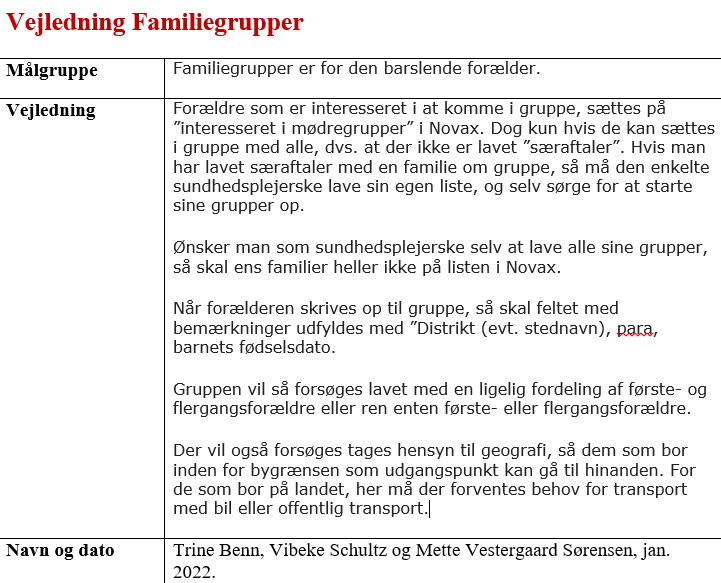 Vejledning Familiegrupper
Målgruppe
Familiegrupper er for den barslende forælder.
Vejledning
Forældre som er interesseret i at komme i gruppe, sættes på
”interesseret i mødregrupper” i Novax. Dog kun hvis de kan sættes
i gruppe med alle, dvs. at der ikke er lavet ”særaftaler”. Hvis man
har lavet særaftaler med en familie om gruppe, så må den enkelte
sundhedsplejerske lave sin egen liste, og selv sørge for at starte
sine grupper op.
Ønsker man som sundhedsplejerske selv at lave alle sine grupper,
så skal ens familier heller ikke på listen i Novax.
Når forælderen skrives op til gruppe, så skal feltet med
bemærkninger udfyldes med ”Distrikt (evt. stednavn), para,
barnets fødselsdato.
Gruppen vil så forsøges lavet med en ligelig fordeling af første- og
flergangsforældre eller ren enten første- eller flergangsforældre.
Der vil også forsøges tages hensyn til geografi, så dem som bor
inden for bygrænsen som udgangspunkt kan gå til hinanden. For
de som bor på landet, her må der forventes behov for transport
med bil eller offentlig transport.
Navn og dato
Trine Benn, Vibeke Schultz og Mette Vestergaard Sørensen, jan.
2022.